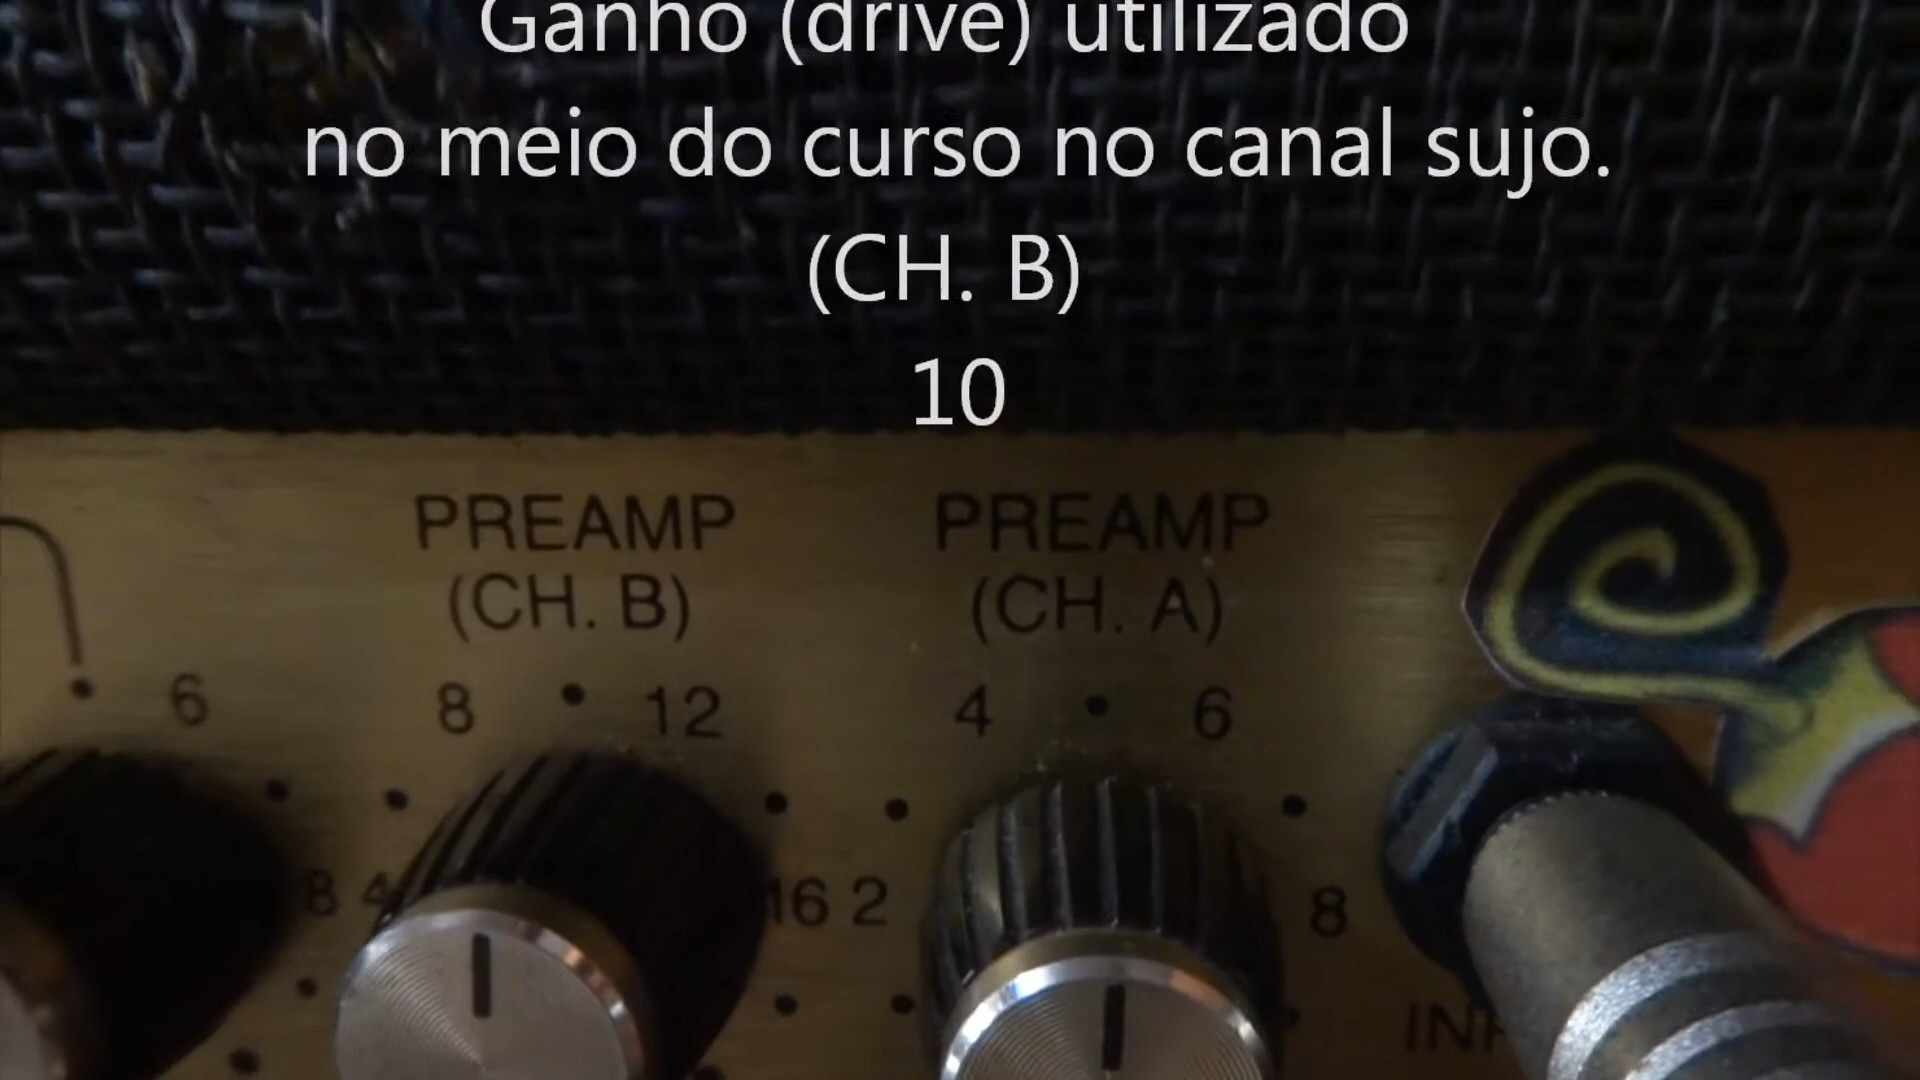 Ganho (drive) utilizado
no meio do curso no canal sujo.
(CH. B)
10
PREAMP PREAMP
(CH. B) (CH. A)
6 8 12 4 6
8 4 16 2 8